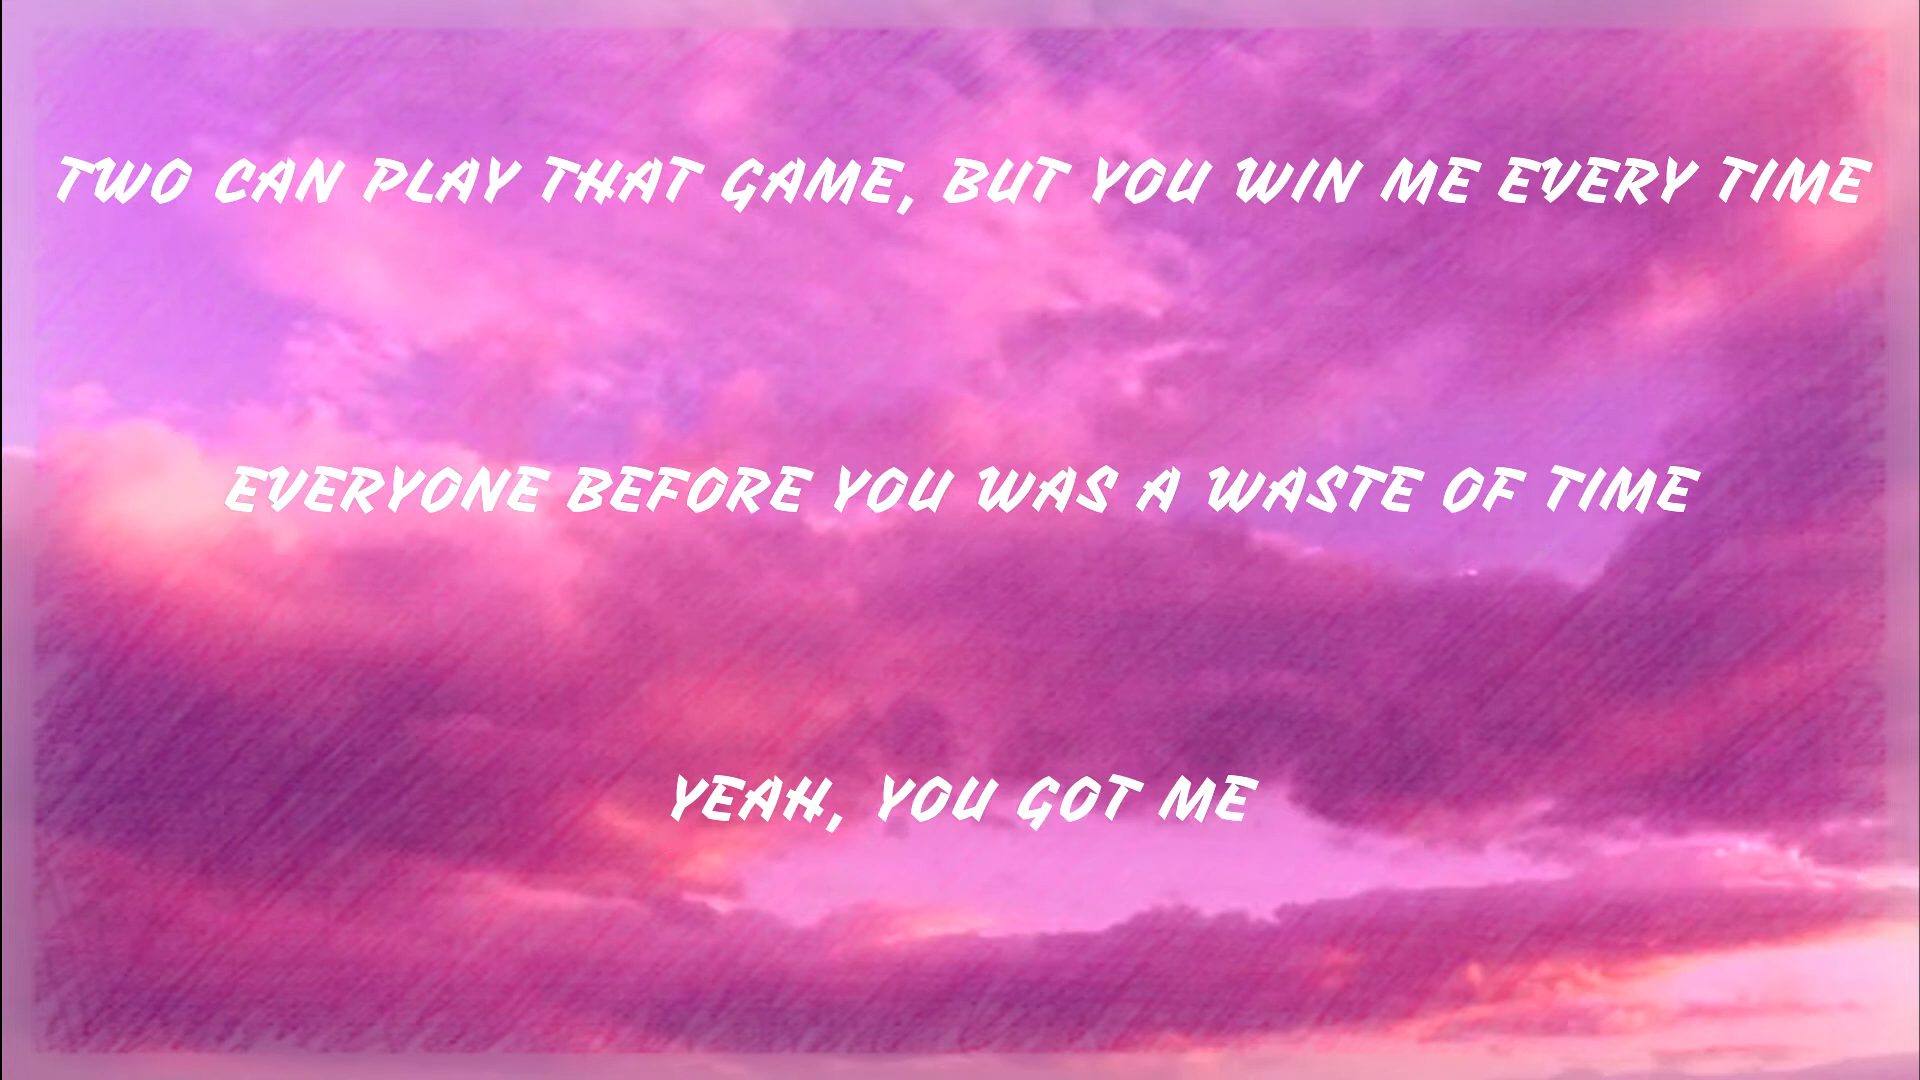 TWO CAN PLAY THAT GAME, BUT YOU WIN ME EVERY TIME
EVERYONE BEFORE YOU WAS A WASTE OF TIME
YEAH, YOU GOT ME